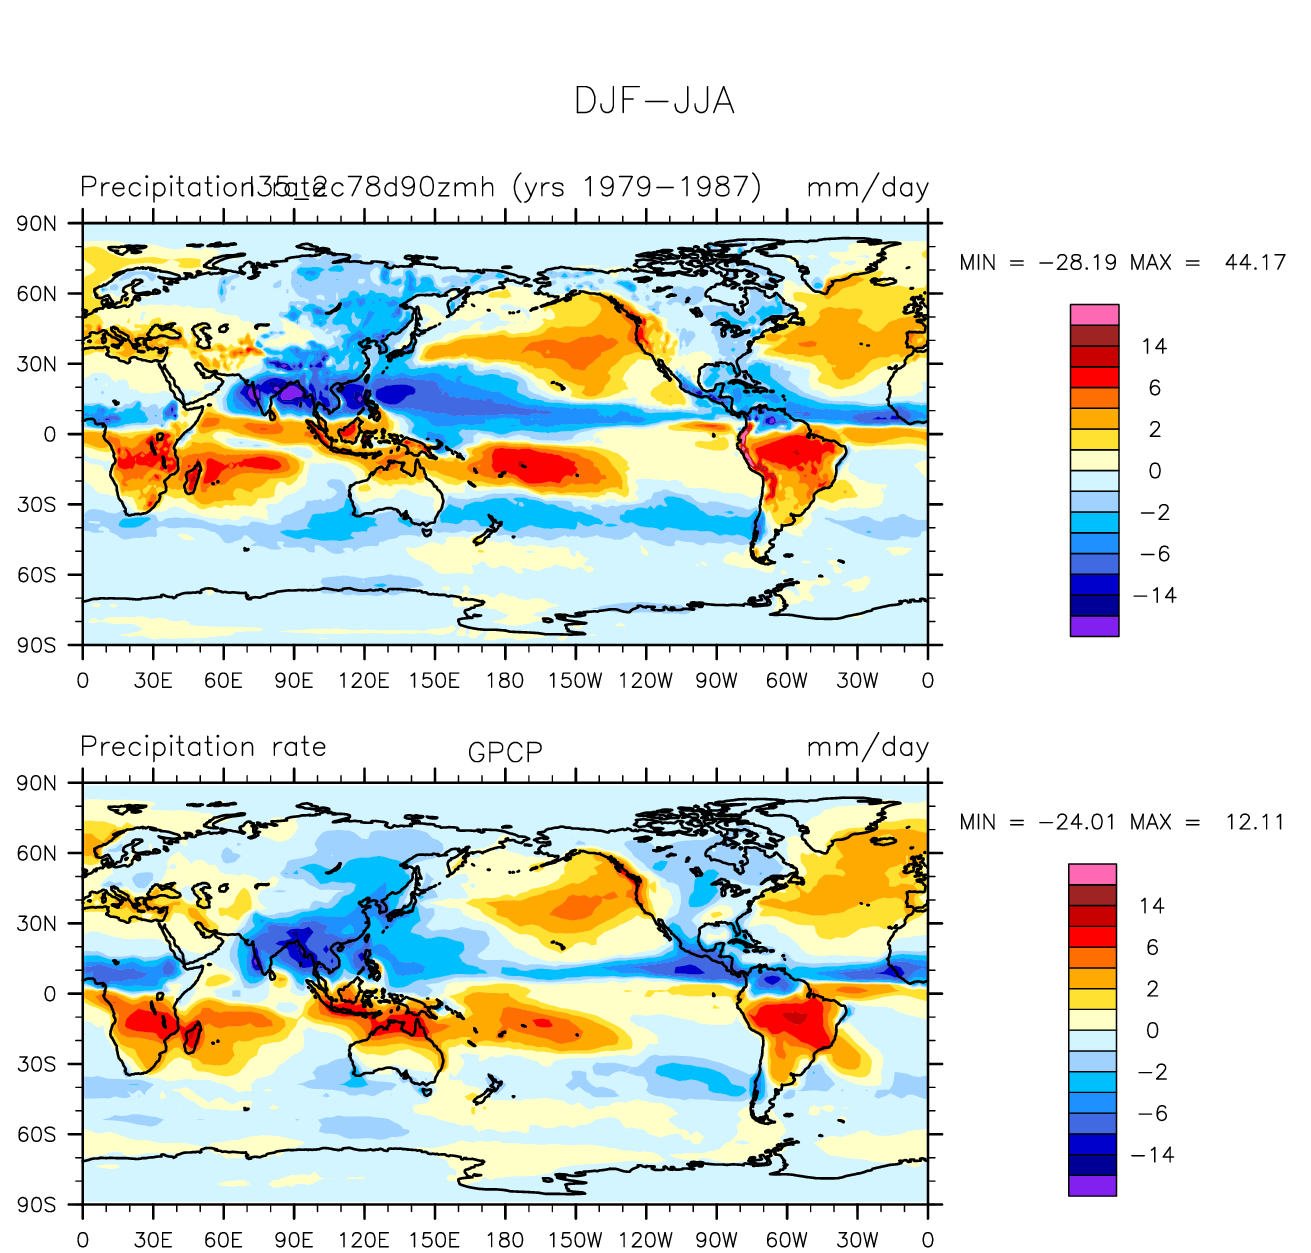 DJF−JJA
Precipitation rate c78d90zmh (yrs 1979−1987) mm/day
90N
60N
30N
0
30S
60S
90S
0 30E 60E 90E 120E 150E 180 150W 120W 90W 60W 30W 0
MIN = −28.19 MAX = 44.17
14
6
2
0
−2
−6
−14
Precipitation rate GPCP mm/day
90N
60N
30N
0
30S
60S
90S
0 30E 60E 90E 120E 150E 180 150W 120W 90W 60W 30W 0
MIN = −24.01 MAX = 12.11
14
6
2
0
−2
−6
−14